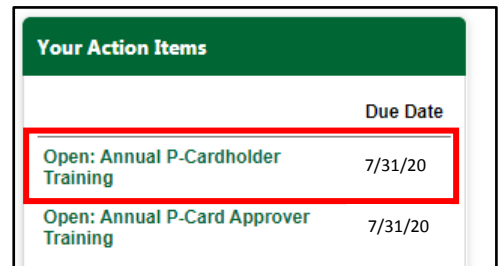 Your Action Items
Due Date
Open: Annual P-Cardholder
Training 7/31/20
Open: Annual P-Card Approver
Training 7/31/20